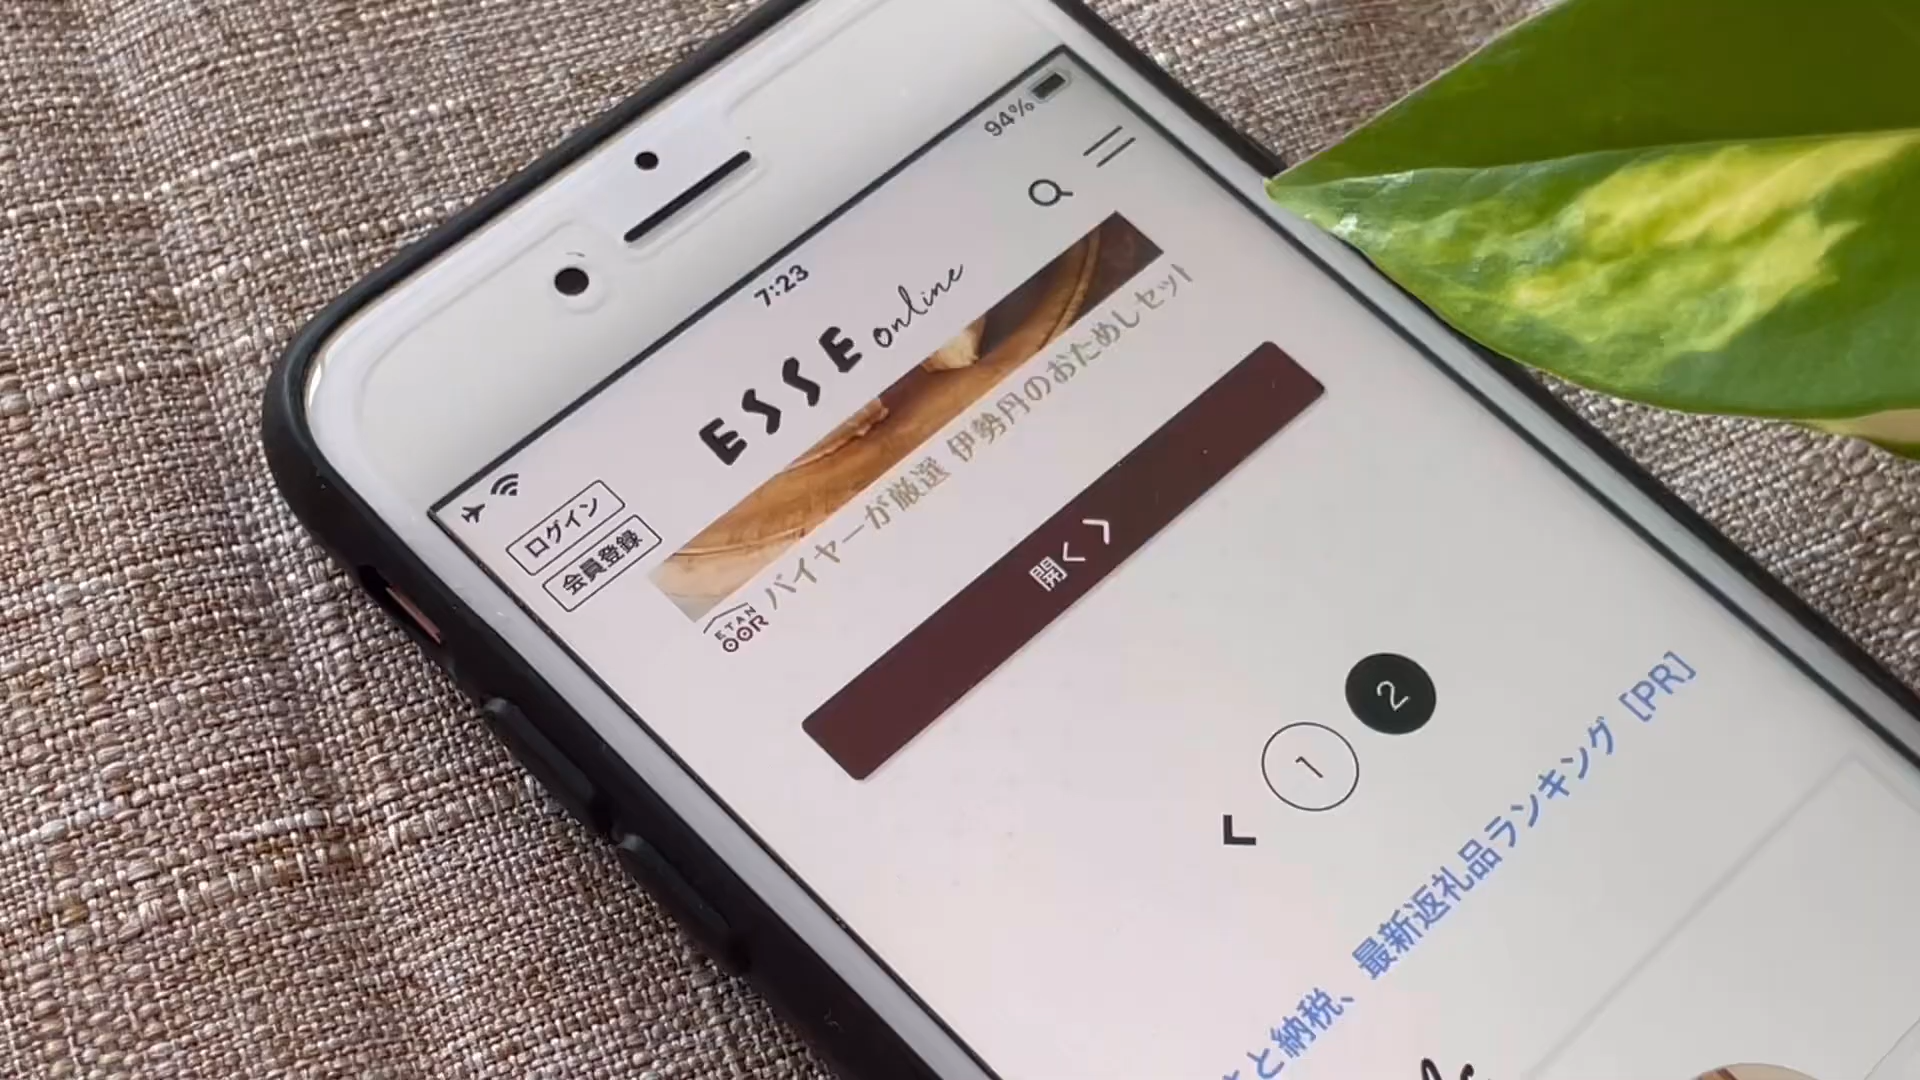 7:23
94%
ログイン
会員登録
ESSE online
ETAN
OOR
バイヤーが厳選 伊勢丹のおためしセット
開く
1
2
と納税、最新返礼品ランキング［PR］